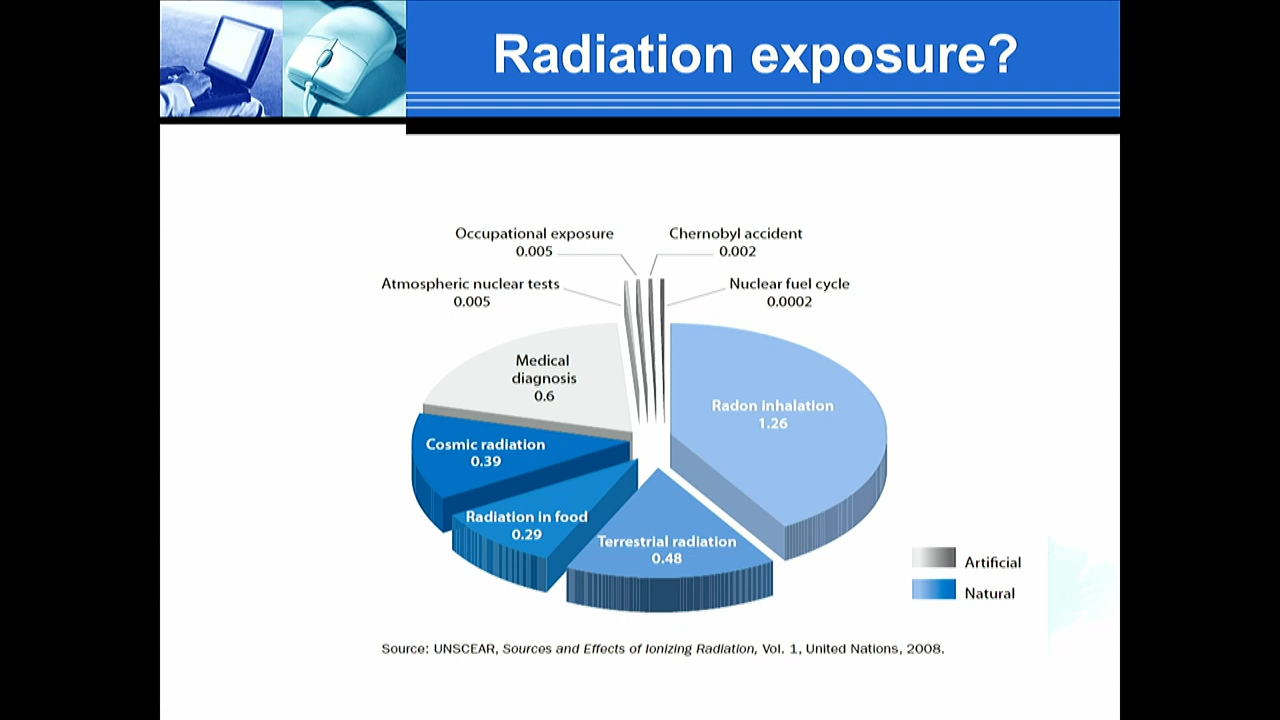 Radiation exposure?
Occupational exposure
0.005
Chernobyl accident
0.002
Atmospheric nuclear tests
0.005
Nuclear fuel cycle
0.0002
Medical
diagnosis
0.6
Radon inhalation
1.26
Cosmic radiation
0.39
Radiation in food
0.29
Terrestrial radiation
0.48
Artificial
Natural
Source: UNSCEAR, Sources and Effects of Ionizing Radiation, Vol. 1, United Nations, 2008.